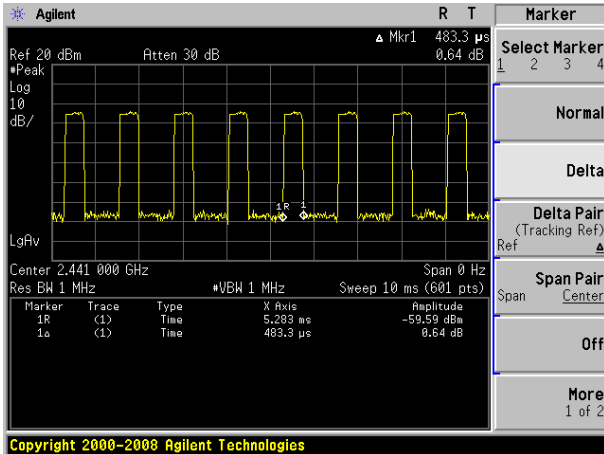 Agilent R T
Δ Mkr1 483.3 µs
Ref 20 dBm Atten 30 dB 0.64 dB
#Peak
Log
10
dB/
1R 1
LgAv
Center 2.441 000 GHz Span 0 Hz
Res BW 1 MHz #VBW 1 MHz Sweep 10 ms (601 pts)
Marker Trace Type X Axis Amplitude
1R (1) Time 5.283 ms -59.59 dBm
1Δ (1) Time 483.3 µs 0.64 dB
Marker
Select Marker
1 2 3 4
Normal
Delta
Delta Pair
(Tracking Ref)
Ref Δ
Span Pair
Span Center
Off
More
1 of 2
Copyright 2000-2008 Agilent Technologies